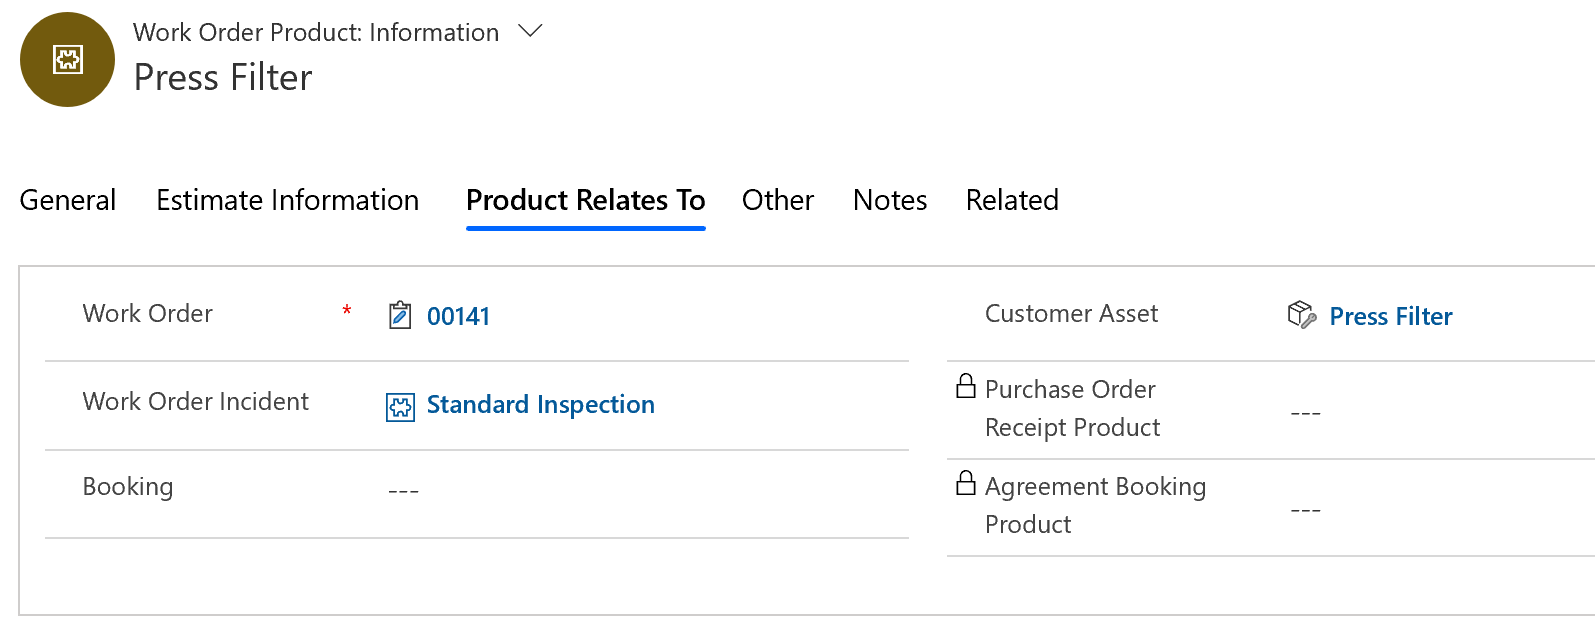 Work Order Product: Information
Press Filter
General Estimate Information Product Relates To Other Notes Related
Work Order * 00141
Work Order Incident Standard Inspection
Booking ---
Customer Asset Press Filter
Purchase Order
Receipt Product ---
Agreement Booking
Product ---